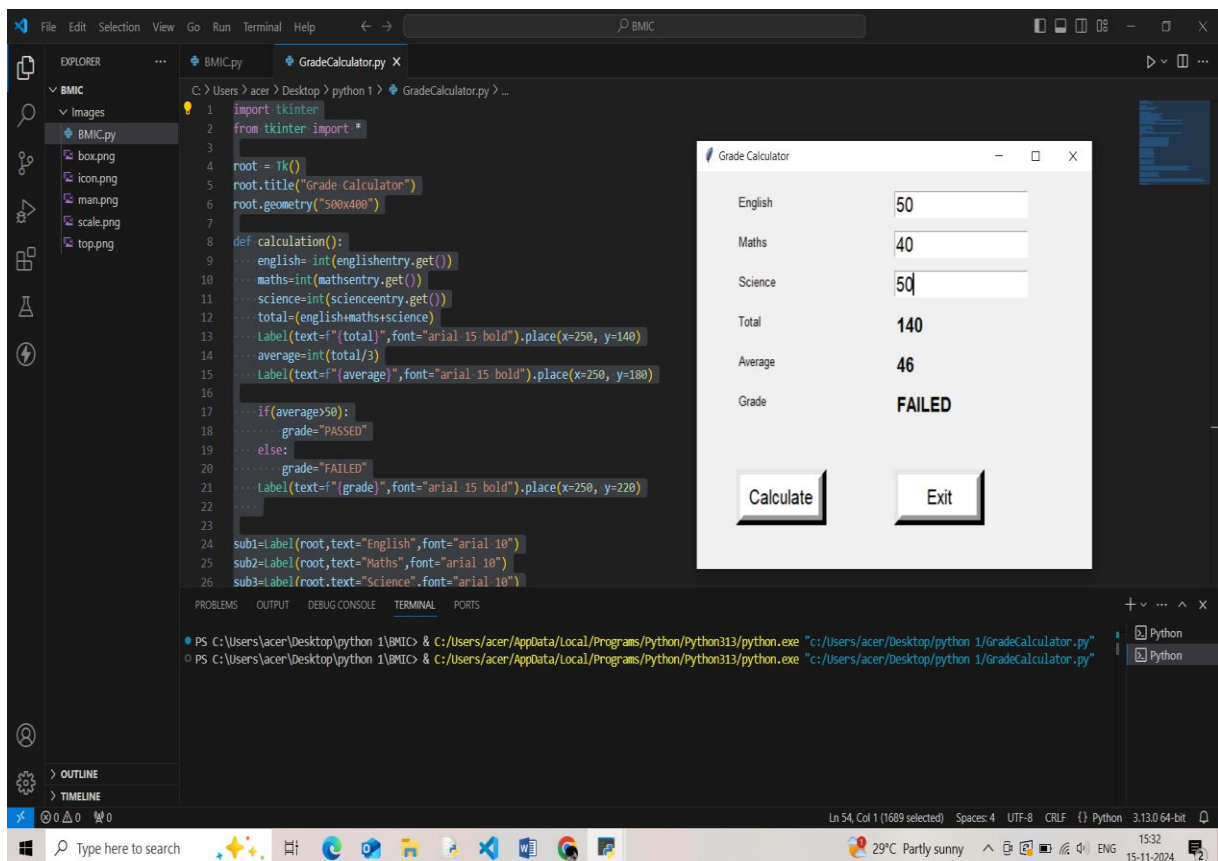 File Edit Selection View Go Run Terminal Help ← → BMIC
EXPLORER ...
BMIC
Images
BMIC.py
box.png
icon.png
man.png
scale.png
top.png
OUTLINE
TIMELINE
BMIC.py GradeCalculator.py X
C: > Users > acer > Desktop > python 1 > GradeCalculator.py > ...
1 import tkinter
2 from tkinter import *
3
4 root = Tk()
5 root.title("Grade Calculator")
6 root.geometry("500x400")
7
8 def calculation():
9 ····english= int(englishentry.get())
10 ····maths=int(mathsentry.get())
11 ····science=int(scienceentry.get())
12 ····total=(english+maths+science)
13 ····Label(text=f"{total}",font="arial 15 bold").place(x=250, y=140)
14 ····average=int(total/3)
15 ····Label(text=f"{average}",font="arial 15 bold").place(x=250, y=180)
16
17 ····if(average>50):
18 ········grade="PASSED"
19 ····else:
20 ········grade="FAILED"
21 ····Label(text=f"{grade}",font="arial 15 bold").place(x=250, y=220)
22 ····
23
24 sub1=Label(root,text="English",font="arial 10")
25 sub2=Label(root,text="Maths",font="arial 10")
26 sub3=Label(root,text="Science",font="arial 10")
Grade Calculator
English 50
Maths 40
Science 50
Total 140
Average 46
Grade FAILED
Calculate Exit
PROBLEMS OUTPUT DEBUG CONSOLE TERMINAL PORTS
PS C:\Users\acer\Desktop\python 1\BMIC> & C:/Users/acer/AppData/Local/Programs/Python/Python313/python.exe "c:/Users/acer/Desktop/python 1/GradeCalculator.py"
PS C:\Users\acer\Desktop\python 1\BMIC> & C:/Users/acer/AppData/Local/Programs/Python/Python313/python.exe "c:/Users/acer/Desktop/python 1/GradeCalculator.py"
Python
Python
0 0 0 Ln 54, Col 1 (1689 selected) Spaces: 4 UTF-8 CRLF {} Python 3.13.0 64-bit
Type here to search 29°C Partly sunny ENG 15:32
15-11-2024 2